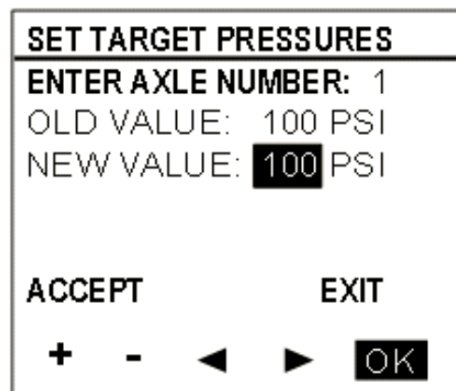 SET TARGET PRESSURES
ENTER AXLE NUMBER: 1
OLD VALUE: 100 PSI
NEW VALUE: 100 PSI
ACCEPT EXIT
+ - ◄ ► OK